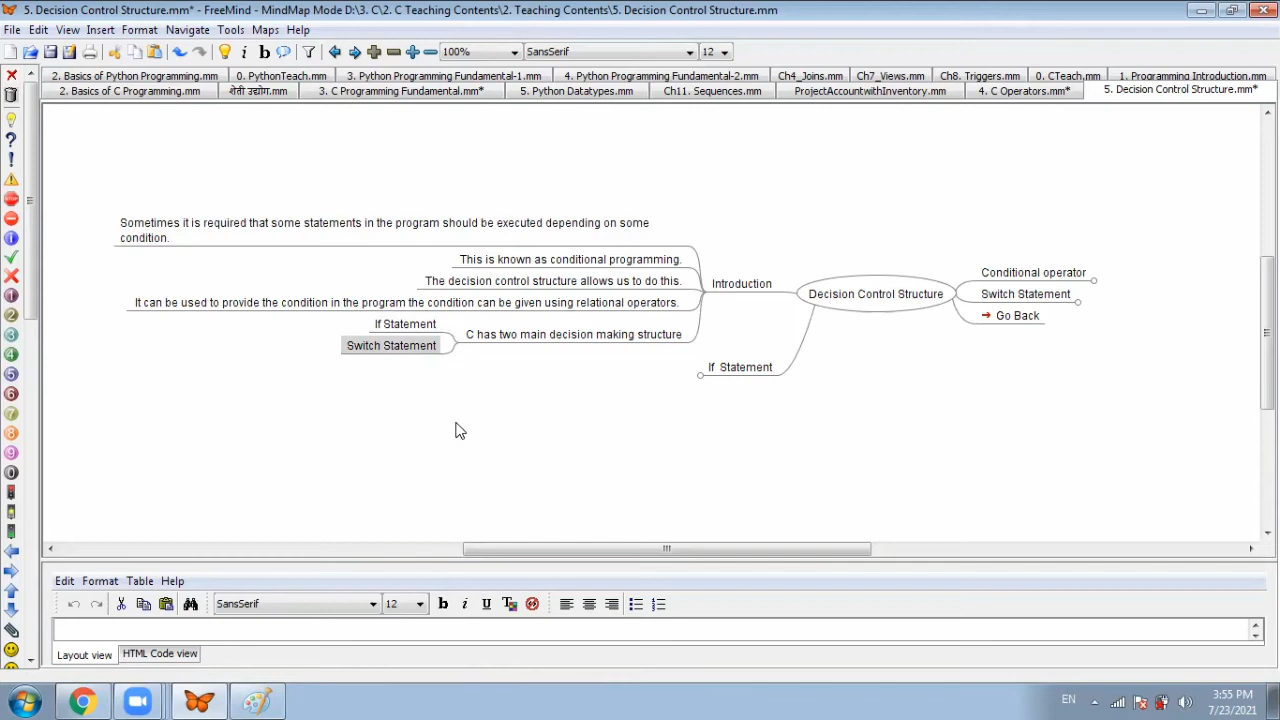 5. Decision Control Structure.mm* - FreeMind - MindMap Mode D:\3. C\2. C Teaching Contents\2. Teaching Contents\5. Decision Control Structure.mm
File Edit View Insert Format Navigate Tools Maps Help
100% SansSerif 12
2. Basics of Python Programming.mm 0. PythonTeach.mm 3. Python Programming Fundamental-1.mm 4. Python Programming Fundamental-2.mm Ch4_Joins.mm Ch7_Views.mm Ch8. Triggers.mm 0. CTeach.mm 1. Programming Introduction.mm
2. Basics of C Programming.mm शेती उद्योग.mm 3. C Programming Fundamental.mm* 5. Python Datatypes.mm Ch11. Sequences.mm ProjectAccountwithInventory.mm 4. C Operators.mm* 5. Decision Control Structure.mm*
Sometimes it is required that some statements in the program should be executed depending on some
condition.
This is known as conditional programming.
The decision control structure allows us to do this.
It can be used to provide the condition in the program the condition can be given using relational operators.
If Statement
Switch Statement
C has two main decision making structure
Introduction
If Statement
Decision Control Structure
Conditional operator
Switch Statement
Go Back
Edit Format Table Help
SansSerif 12
Layout view HTML Code view
EN
3:55 PM
7/23/2021